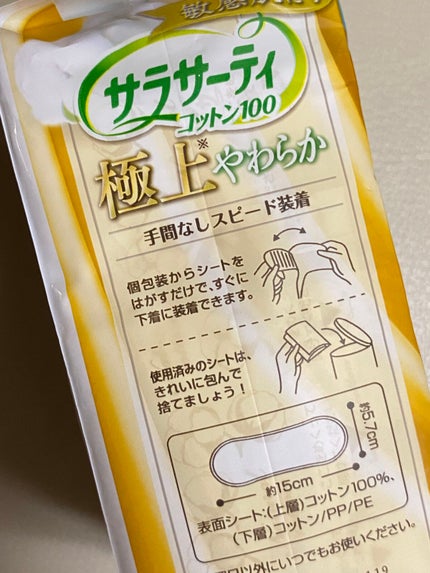 サラサーティ
コットン100
極上※やわらか
手間なしスピード装着
個包装からシートを
はがすだけで、すぐに
下着に装着できます。
使用済みのシートは、
きれいに包んで
捨てましょう！
約5.7cm
約15cm
表面シート:(上層)コットン100%、
(下層)コットン/PP/PE
以外にいつでもお使いください。